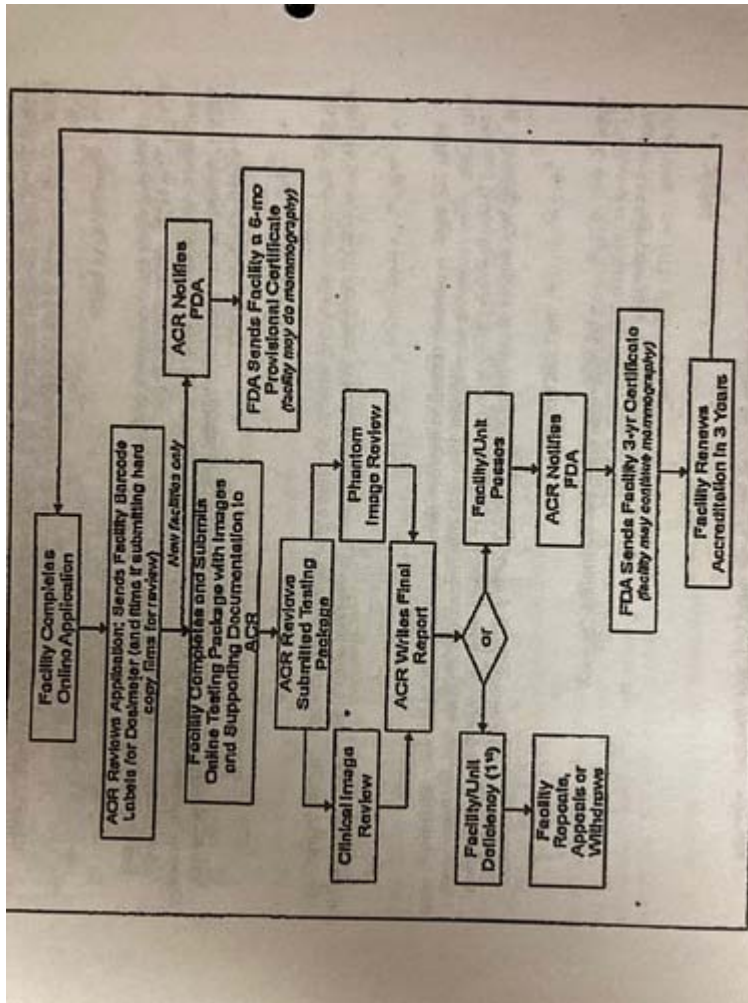 Facility Completes
Online Application
ACR Reviews Application; Sends Facility Barcode
Labels for Dosimeter (and films if submitting hard
copy films for review)
New facilities only
ACR Notifies
FDA
FDA Sends Facility a 6-mo
Provisional Certificate
(facility may do mammography)
Facility Completes and Submits
Online Testing Package with Images
and Supporting Documentation to
ACR
ACR Reviews
Submitted Testing
Package
Clinical Image
Review
Phantom
Image Review
ACR Writes Final
Report
or
Facility/Unit
Deficiency (1st)
Facility
Repeats,
Appeals or
Withdraws
Facility/Unit
Passes
ACR Notifies
FDA
FDA Sends Facility 3-yr Certificate
(facility may continue mammography)
Facility Renews
Accreditation in 3 Years